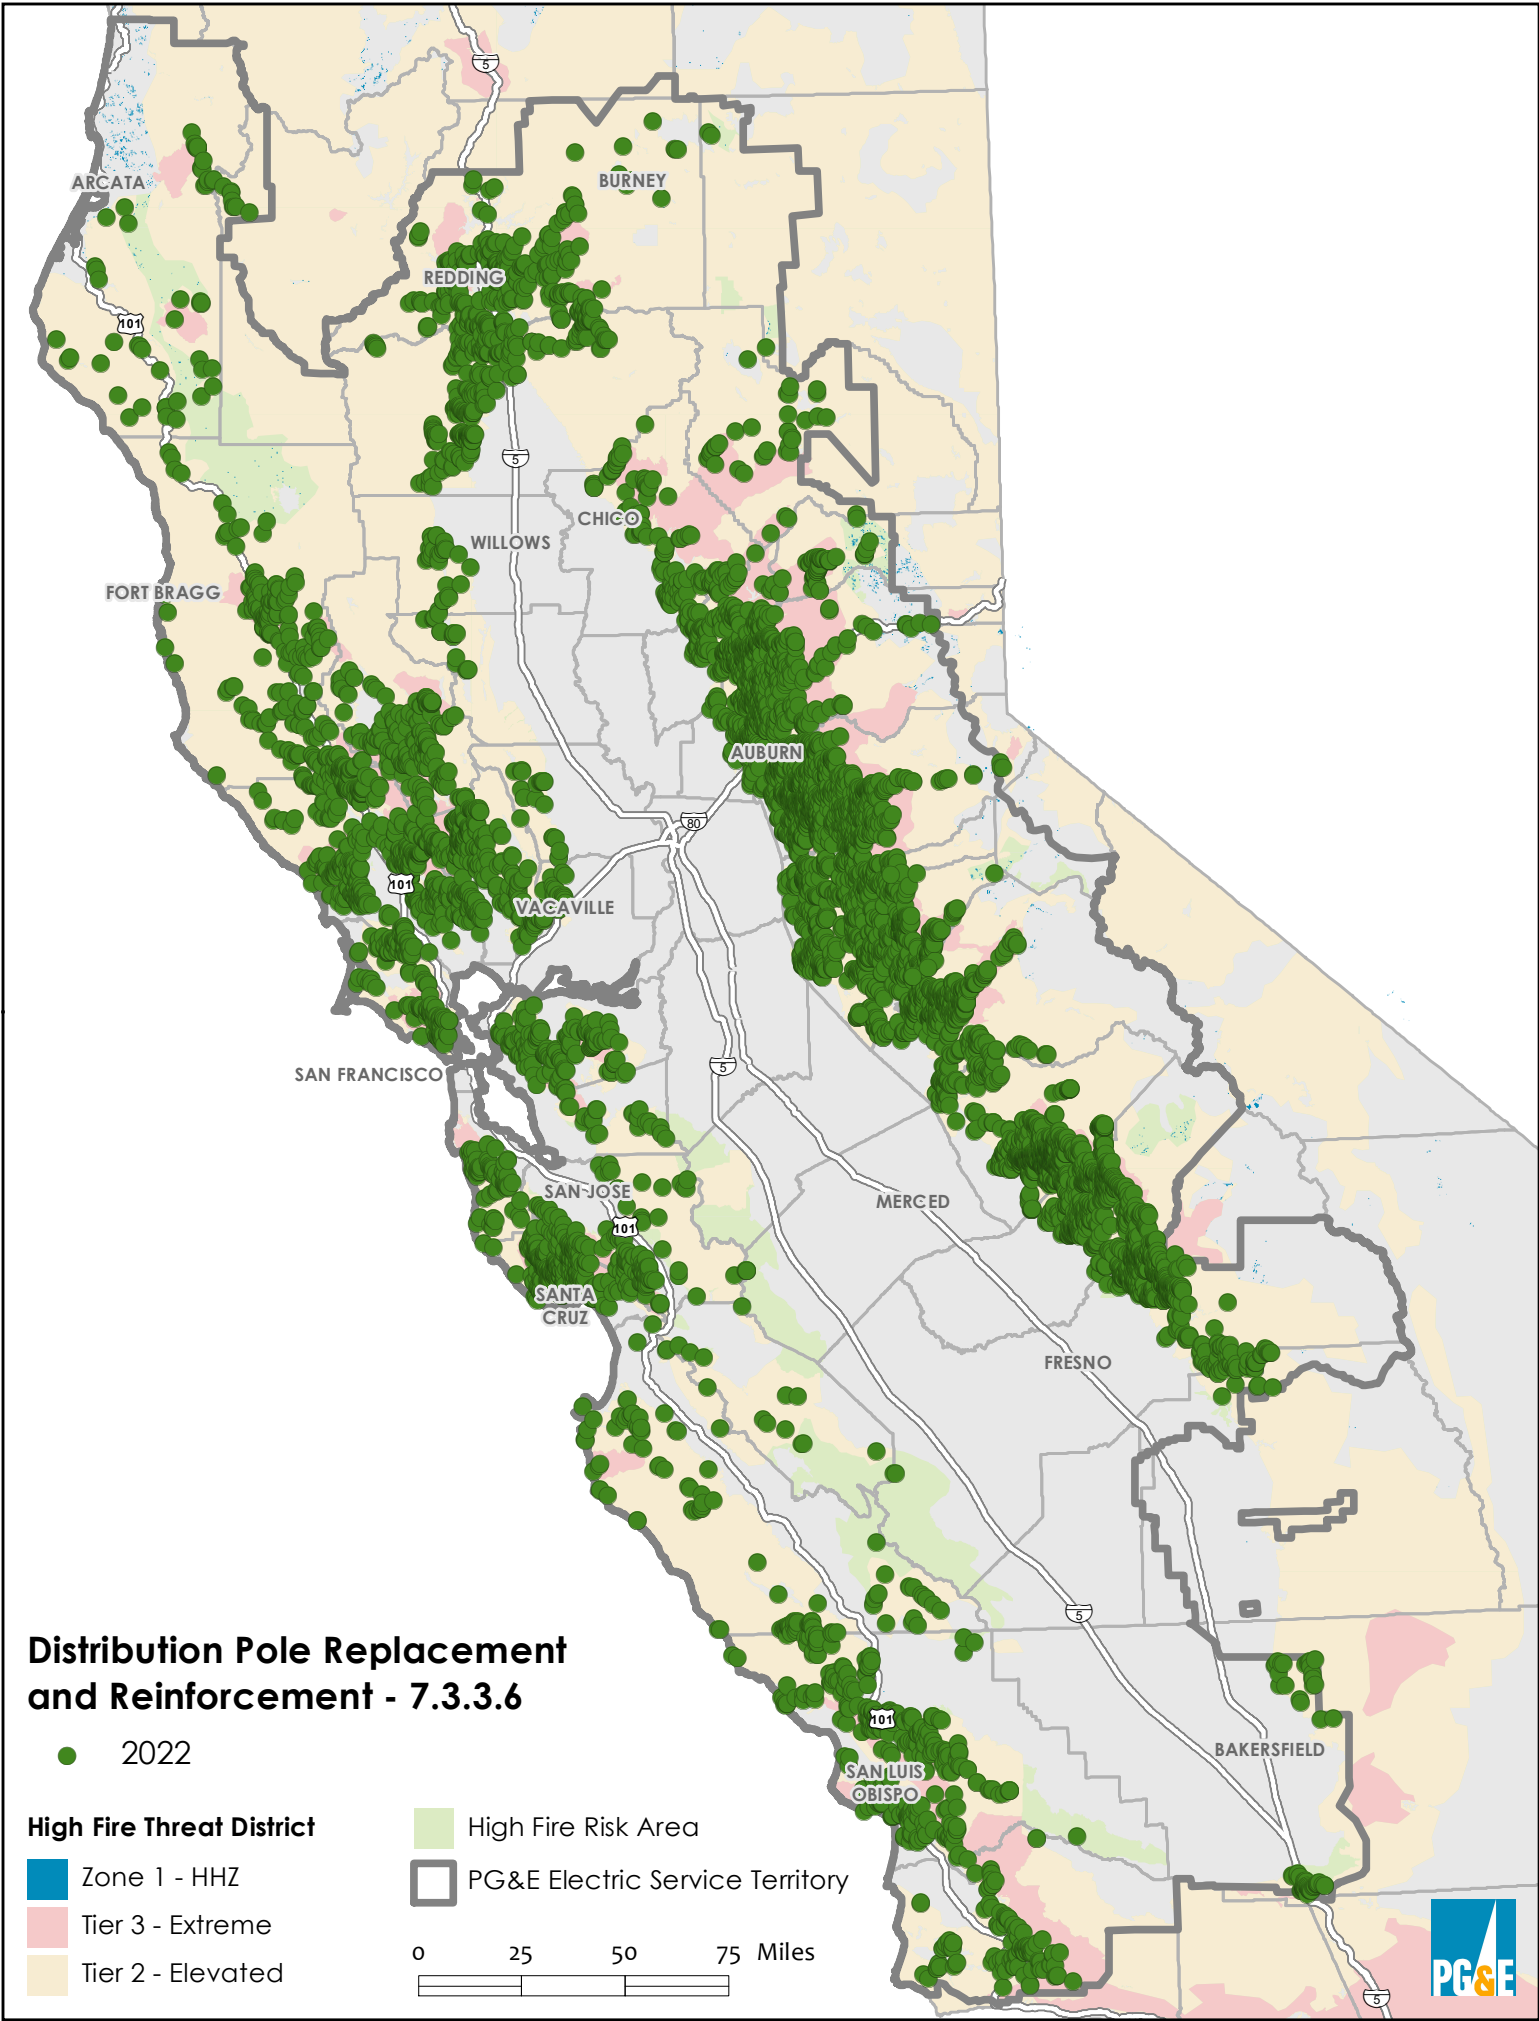 5
ARCATA
BURNEY
REDDING
101
5
CHICO
WILLOWS
FORT BRAGG
AUBURN
80
101
VACAVILLE
5
SAN FRANCISCO
SAN JOSE
MERCED
101
SANTA
CRUZ
FRESNO
5
Distribution Pole Replacement
and Reinforcement - 7.3.3.6
2022
101
BAKERSFIELD
SAN LUIS
OBISPO
High Fire Threat District
Zone 1 - HHZ
Tier 3 - Extreme
Tier 2 - Elevated
High Fire Risk Area
PG&E Electric Service Territory
0 25 50 75 Miles
PG&E
5